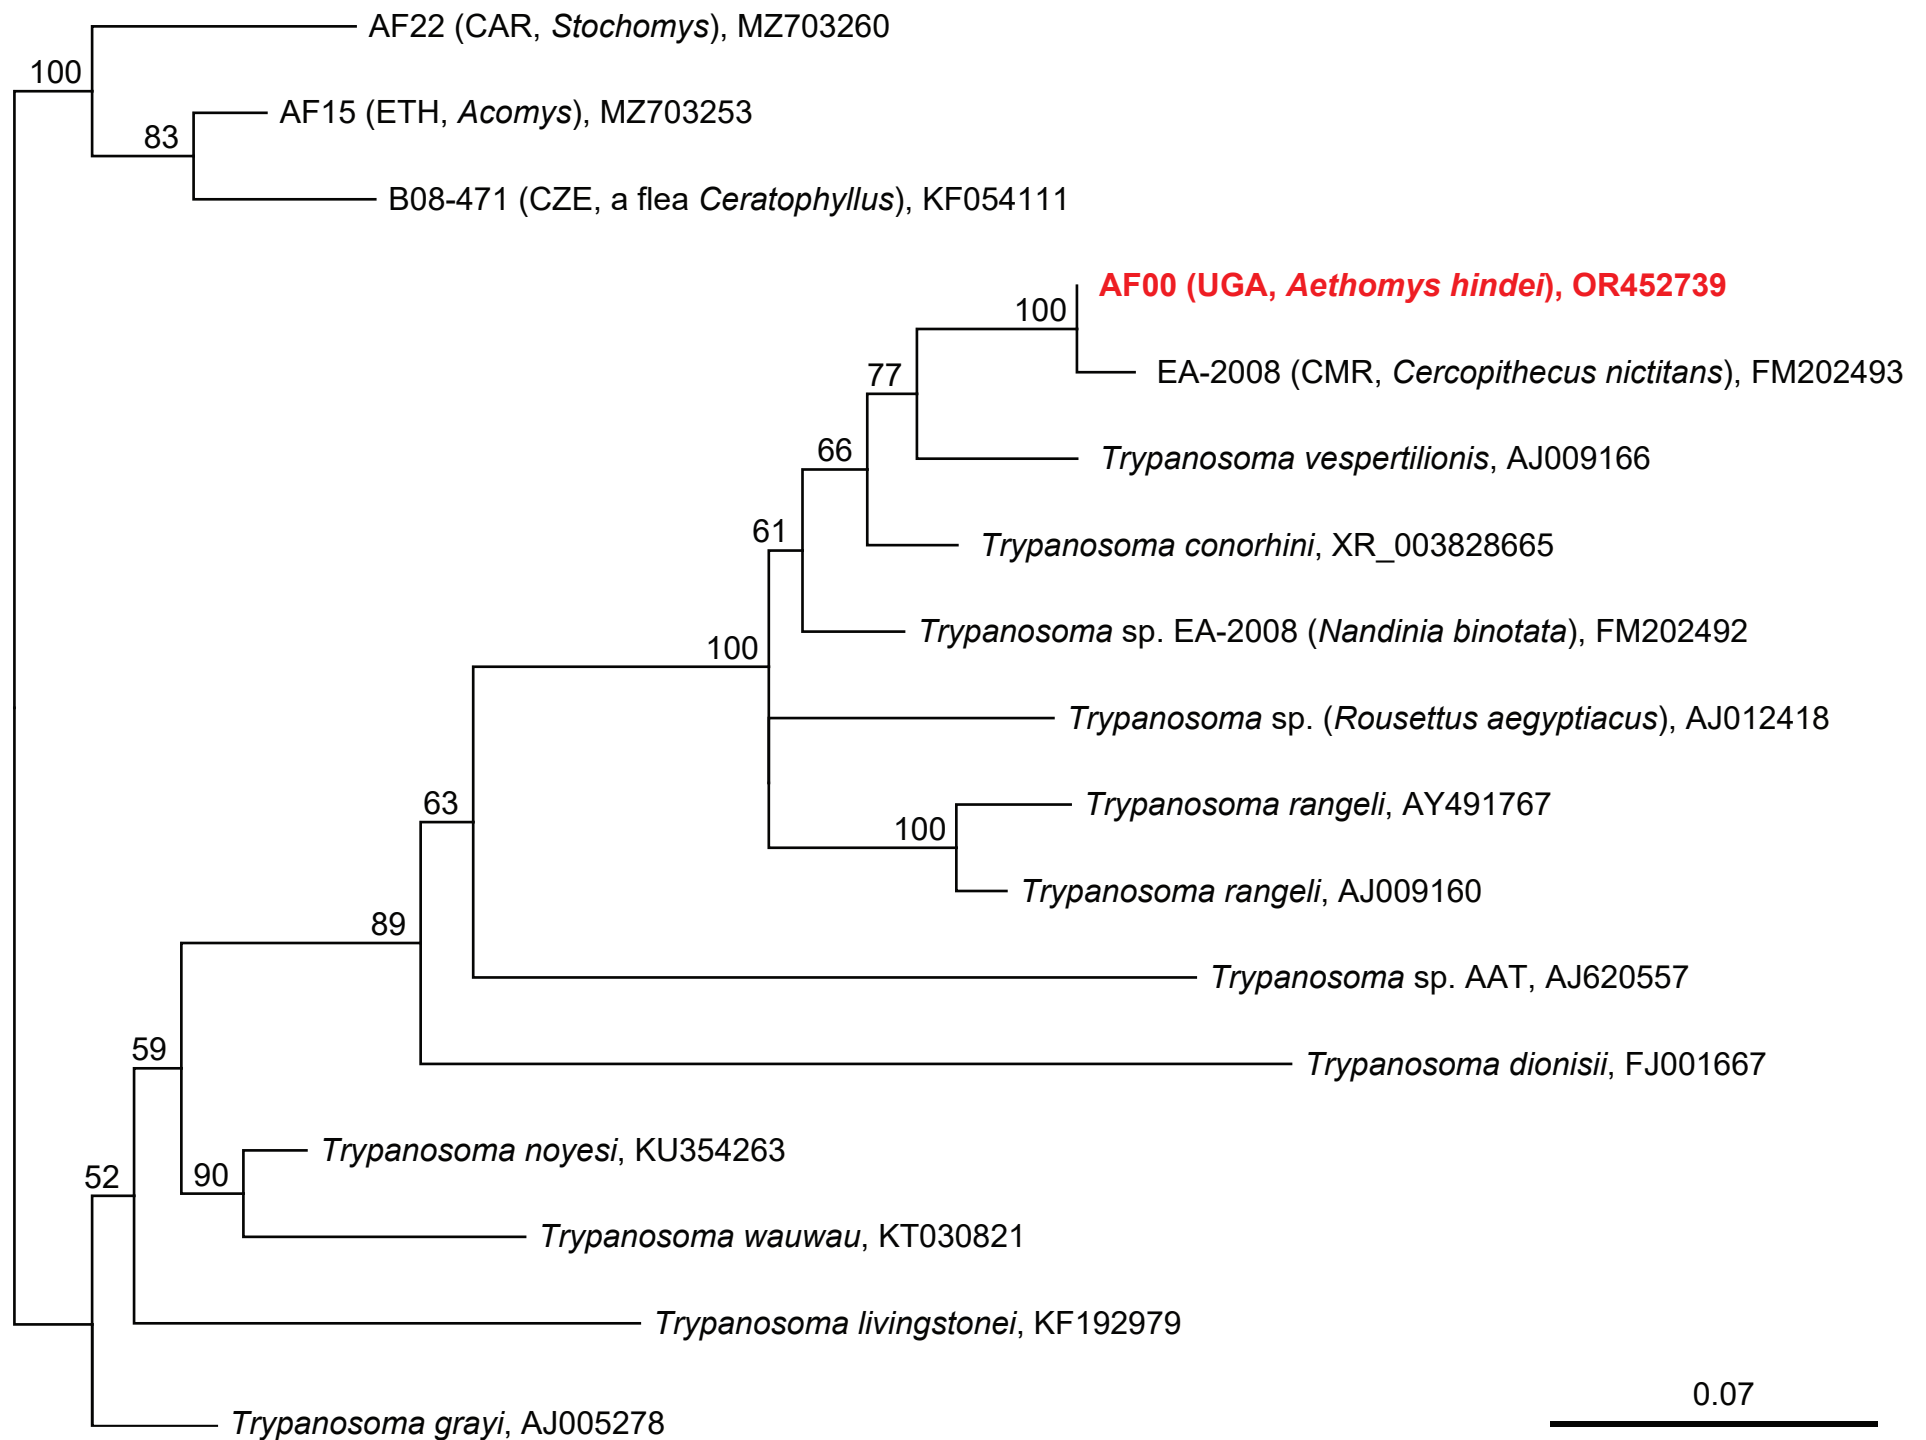 AF22 (CAR, Stochomys), MZ703260
100
AF15 (ETH, Acomys), MZ703253
83
B08-471 (CZE, a flea Ceratophyllus), KF054111
AF00 (UGA, Aethomys hindei), OR452739
100
EA-2008 (CMR, Cercopithecus nictitans), FM202493
77
Trypanosoma vespertilionis, AJ009166
66
Trypanosoma conorhini, XR_003828665
61
Trypanosoma sp. EA-2008 (Nandinia binotata), FM202492
100
Trypanosoma sp. (Rousettus aegyptiacus), AJ012418
Trypanosoma rangeli, AY491767
63
100
Trypanosoma rangeli, AJ009160
89
Trypanosoma sp. AAT, AJ620557
59
Trypanosoma dionisii, FJ001667
Trypanosoma noyesi, KU354263
52
90
Trypanosoma wauwau, KT030821
Trypanosoma livingstonei, KF192979
0.07
Trypanosoma grayi, AJ005278